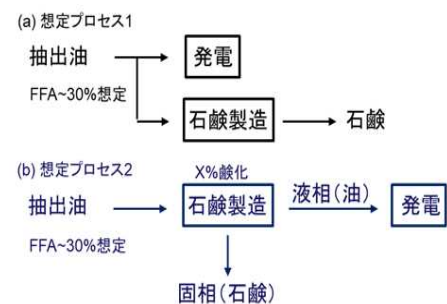 (a) 想定プロセス1
抽出油
発電
FFA~30%想定
石鹸製造
石鹸
(b) 想定プロセス2
X%鹸化
抽出油
石鹸製造
液相(油)
発電
FFA~30%想定
固相(石鹸)